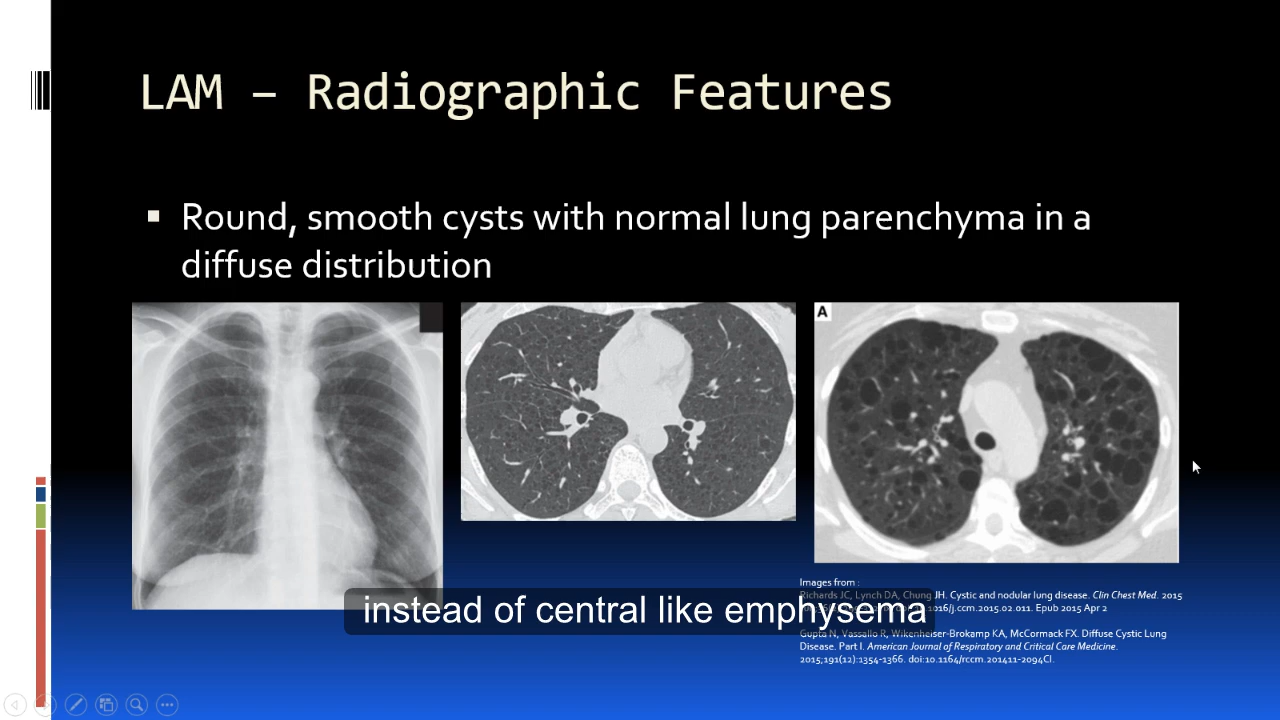 LAM – Radiographic Features
Round, smooth cysts with normal lung parenchyma in a
diffuse distribution
A
Images from :
Richards JC, Lynch DA, Chung JH. Cystic and nodular lung disease. Clin Chest Med. 2015
1016/j.ccm.2015.02.011. Epub 2015 Apr 2
instead of central like emphysema
Gupta N, Vassallo R, Wikenheiser-Brokamp KA, McCormack FX. Diffuse Cystic Lung
Disease. Part I. American Journal of Respiratory and Critical Care Medicine.
2015;191(12):1354-1366. doi:10.1164/rccm.201411-2094CI.